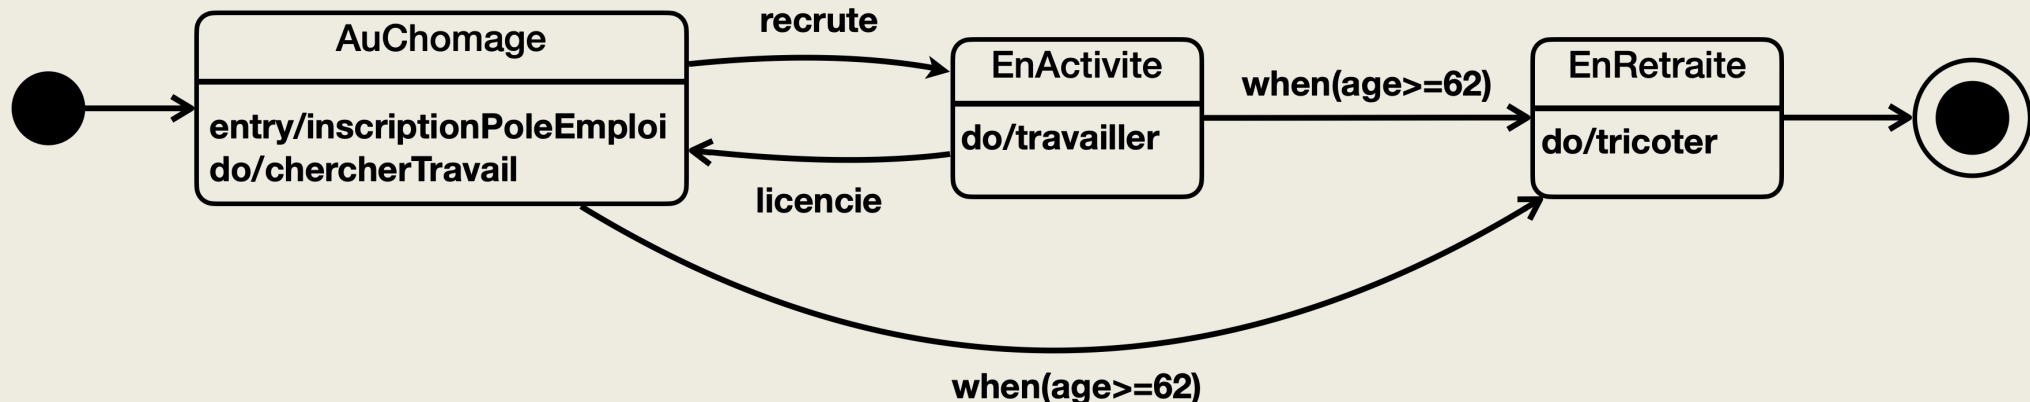 recrute
AuChomage
entry/inscriptionPoleEmploi
do/chercherTravail
EnActivite
do/travailler
licencie
when(age>=62)
EnRetraite
do/tricoter
when(age>=62)